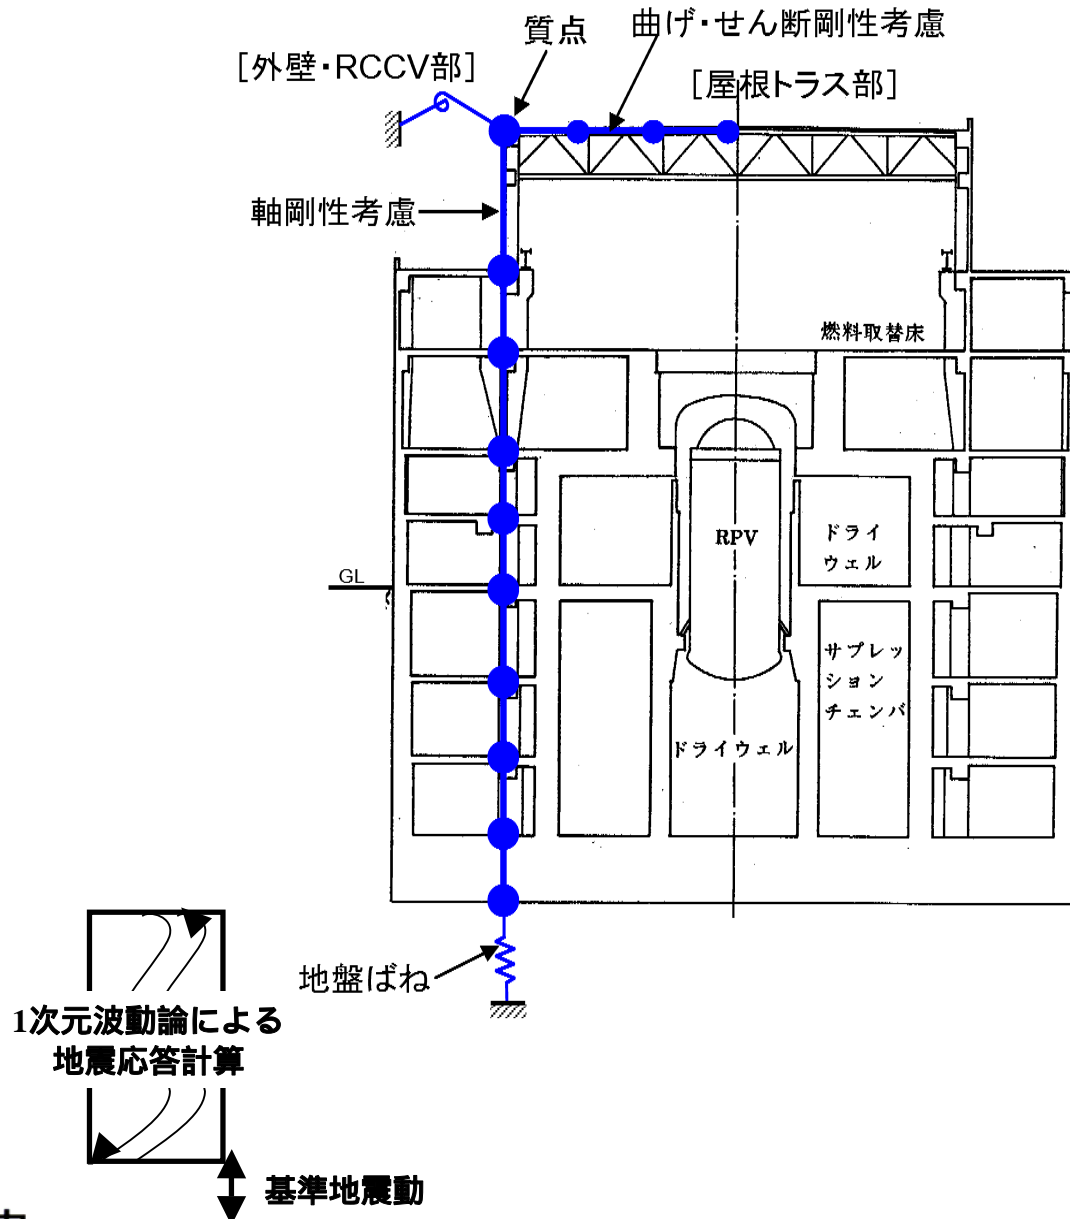 質点
曲げ・せん断剛性考慮
[外壁・RCCV部]
[屋根トラス部]
軸剛性考慮
燃料取替床
RPV
ドライ
ウェル
GL
サプレッ
ション
チェンバ
ドライウェル
地盤ばね
1次元波動論による
地震応答計算
基準地震動